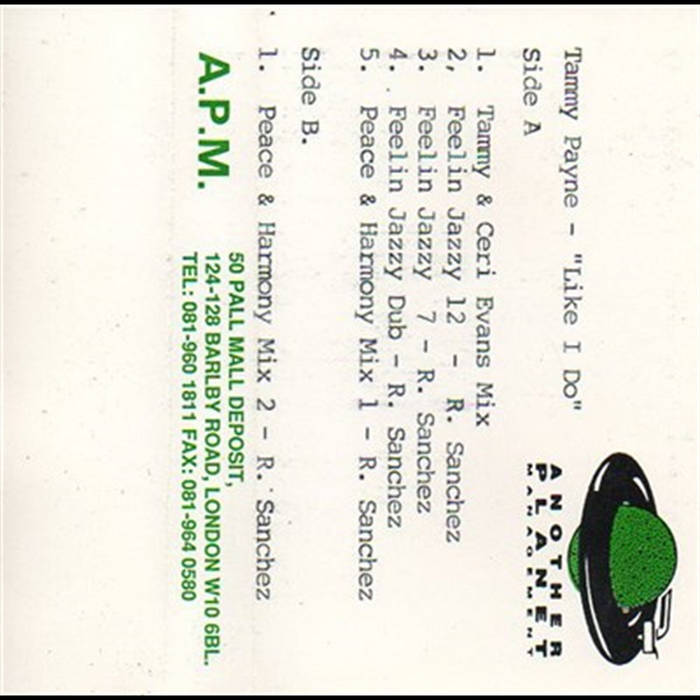 Tammy Payne - "Like I Do"
Side A
1. Tammy & Ceri Evans Mix
2, Feelin Jazzy 12 - R. Sanchez
3. Feelin Jazzy 7 - R. Sanchez
4. Feelin Jazzy Dub - R. Sanchez
5. Peace & Harmony Mix 1 - R. Sanchez
Side B.
1. Peace & Harmony Mix 2 - R. Sanchez
ANOTHER
PLANET
MANAGEMENT
A.P.M.
50 PALL MALL DEPOSIT,
124-128 BARLBY ROAD, LONDON W10 6BL.
TEL: 081-960 1811 FAX: 081-964 0580